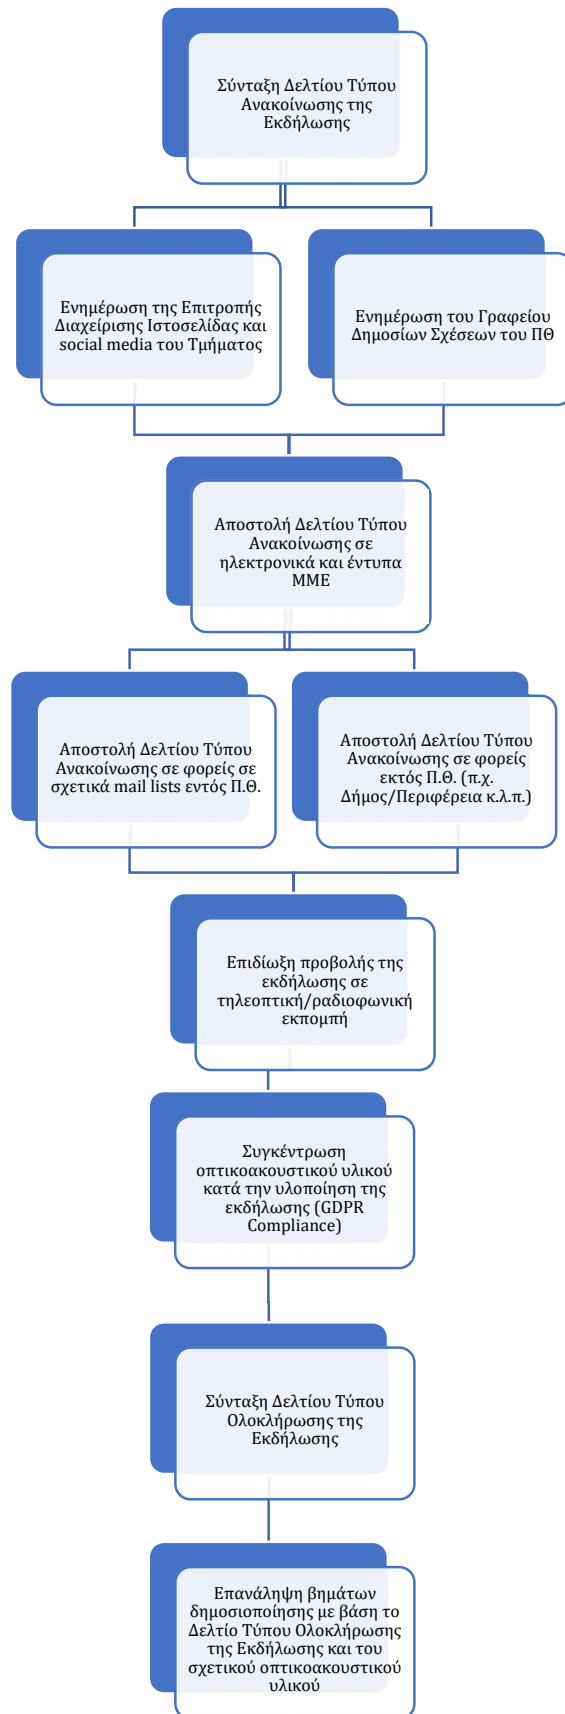 Σύνταξη Δελτίου Τύπου
Ανακοίνωσης της
Εκδήλωσης
Ενημέρωση της Επιτροπής
Διαχείρισης Ιστοσελίδας και
social media του Τμήματος
Ενημέρωση του Γραφείου
Δημοσίων Σχέσεων του ΠΘ
Αποστολή Δελτίου Τύπου
Ανακοίνωσης σε
ηλεκτρονικά και έντυπα
ΜΜΕ
Αποστολή Δελτίου Τύπου
Ανακοίνωσης σε φορείς σε
σχετικά mail lists εντός Π.Θ.
Αποστολή Δελτίου Τύπου
Ανακοίνωσης σε φορείς
εκτός Π.Θ. (π.χ.
Δήμος/Περιφέρεια κ.λ.π.)
Επιδίωξη προβολής της
εκδήλωσης σε
τηλεοπτική/ραδιοφωνική
εκπομπή
Συγκέντρωση
οπτικοακουστικού υλικού
κατά την υλοποίηση της
εκδήλωσης (GDPR
Compliance)
Σύνταξη Δελτίου Τύπου
Ολοκλήρωσης της
Εκδήλωσης
Επανάληψη βημάτων
δημοσιοποίησης με βάση το
Δελτίο Τύπου Ολοκλήρωσης
της Εκδήλωσης και του
σχετικού οπτικοακουστικού
υλικού